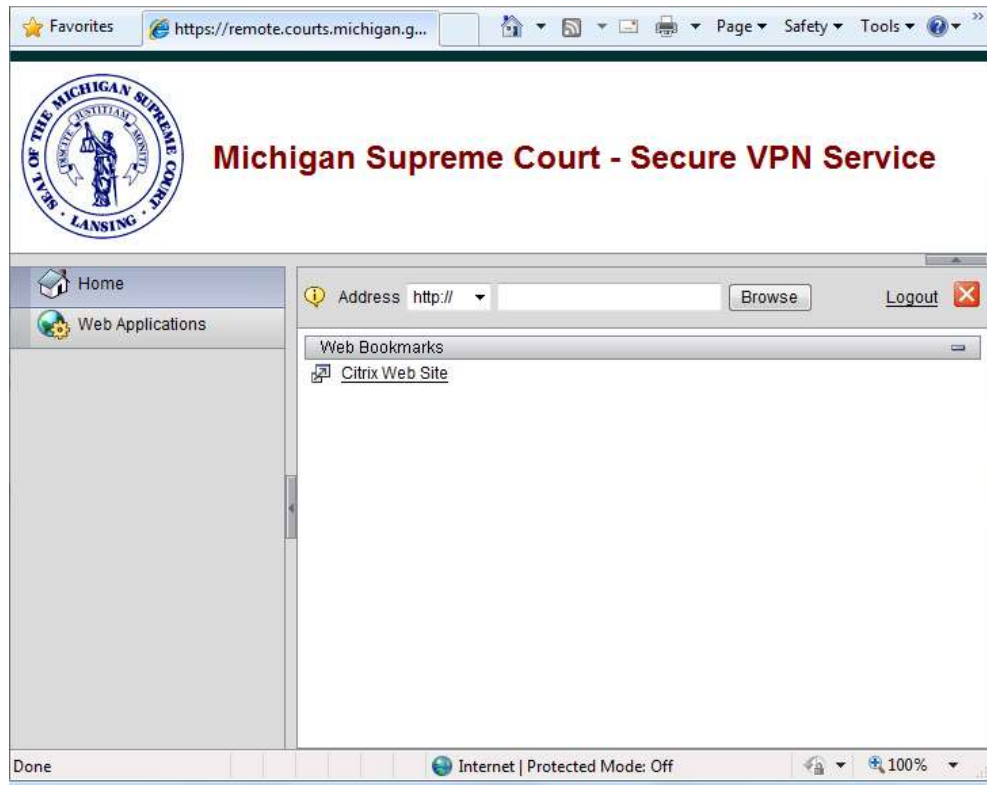 Favorites https://remote.courts.michigan.g... Page Safety Tools
SEAL OF THE MICHIGAN SUPREME COURT
LANSING
Michigan Supreme Court - Secure VPN Service
Home
Web Applications
Address http:// Browse Logout
Web Bookmarks
Citrix Web Site
Done Internet | Protected Mode: Off 100%